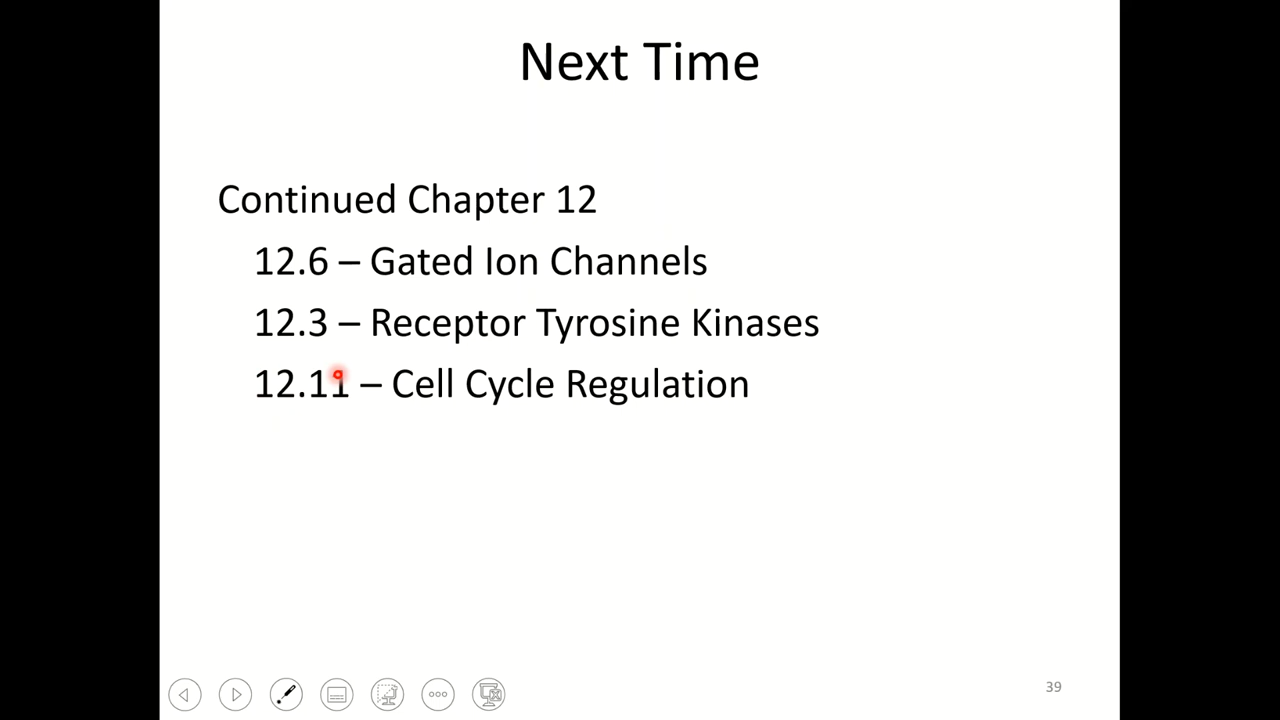 Next Time
Continued Chapter 12
12.6 – Gated Ion Channels
12.3 – Receptor Tyrosine Kinases
12.11 – Cell Cycle Regulation
39